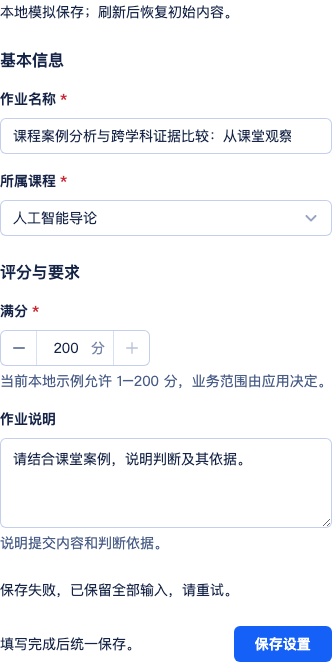 本地模拟保存；刷新后恢复初始内容。
基本信息
作业名称 *
课程案例分析与跨学科证据比较：从课堂观察
所属课程 *
人工智能导论
评分与要求
满分 *
200 分
当前本地示例允许 1–200 分，业务范围由应用决定。
作业说明
请结合课堂案例，说明判断及其依据。
说明提交内容和判断依据。
保存失败，已保留全部输入，请重试。
填写完成后统一保存。
保存设置